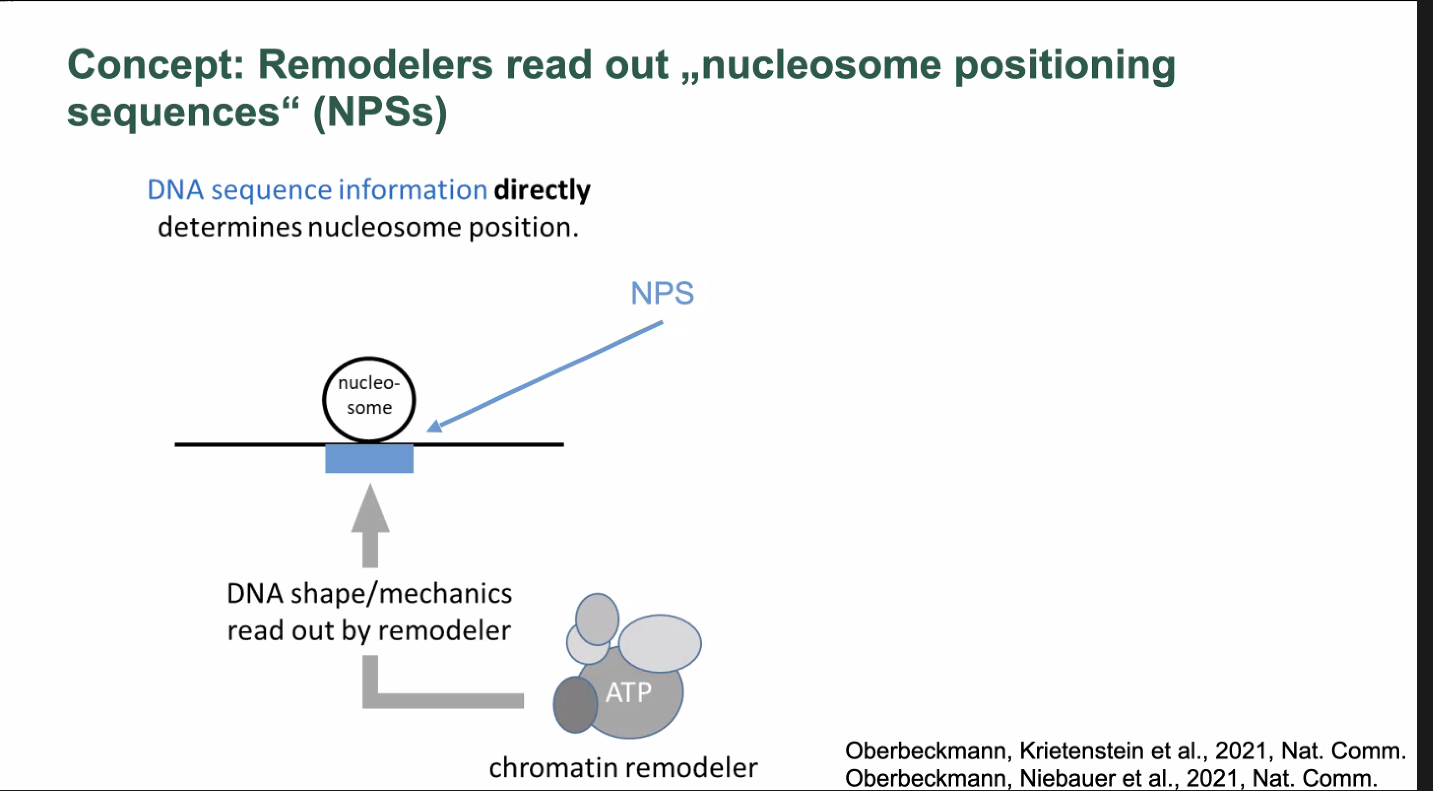 Concept: Remodelers read out „nucleosome positioning
sequences“ (NPSs)
DNA sequence information directly
determines nucleosome position.
NPS
nucleo-
some
DNA shape/mechanics
read out by remodeler
ATP
chromatin remodeler
Oberbeckmann, Krietenstein et al., 2021, Nat. Comm.
Oberbeckmann, Niebauer et al., 2021, Nat. Comm.